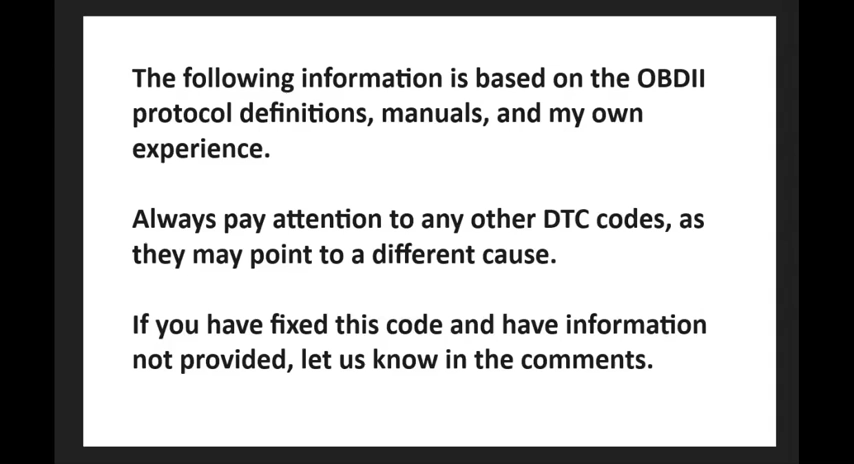 The following information is based on the OBDII
protocol definitions, manuals, and my own
experience.
Always pay attention to any other DTC codes, as
they may point to a different cause.
If you have fixed this code and have information
not provided, let us know in the comments.